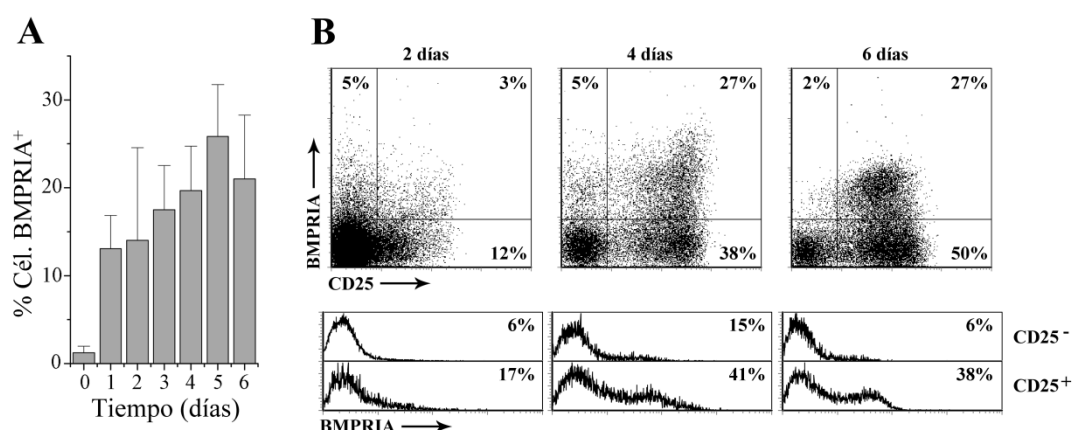 A
B
% Cél. BMPRIA+
30
20
10
0
0 1 2 3 4 5 6
Tiempo (días)
2 días
4 días
6 días
5% 3%
5% 27%
2% 27%
12%
38%
50%
BMPRIA
CD25
6%
15%
6%
CD25-
17%
41%
38%
CD25+
BMPRIA